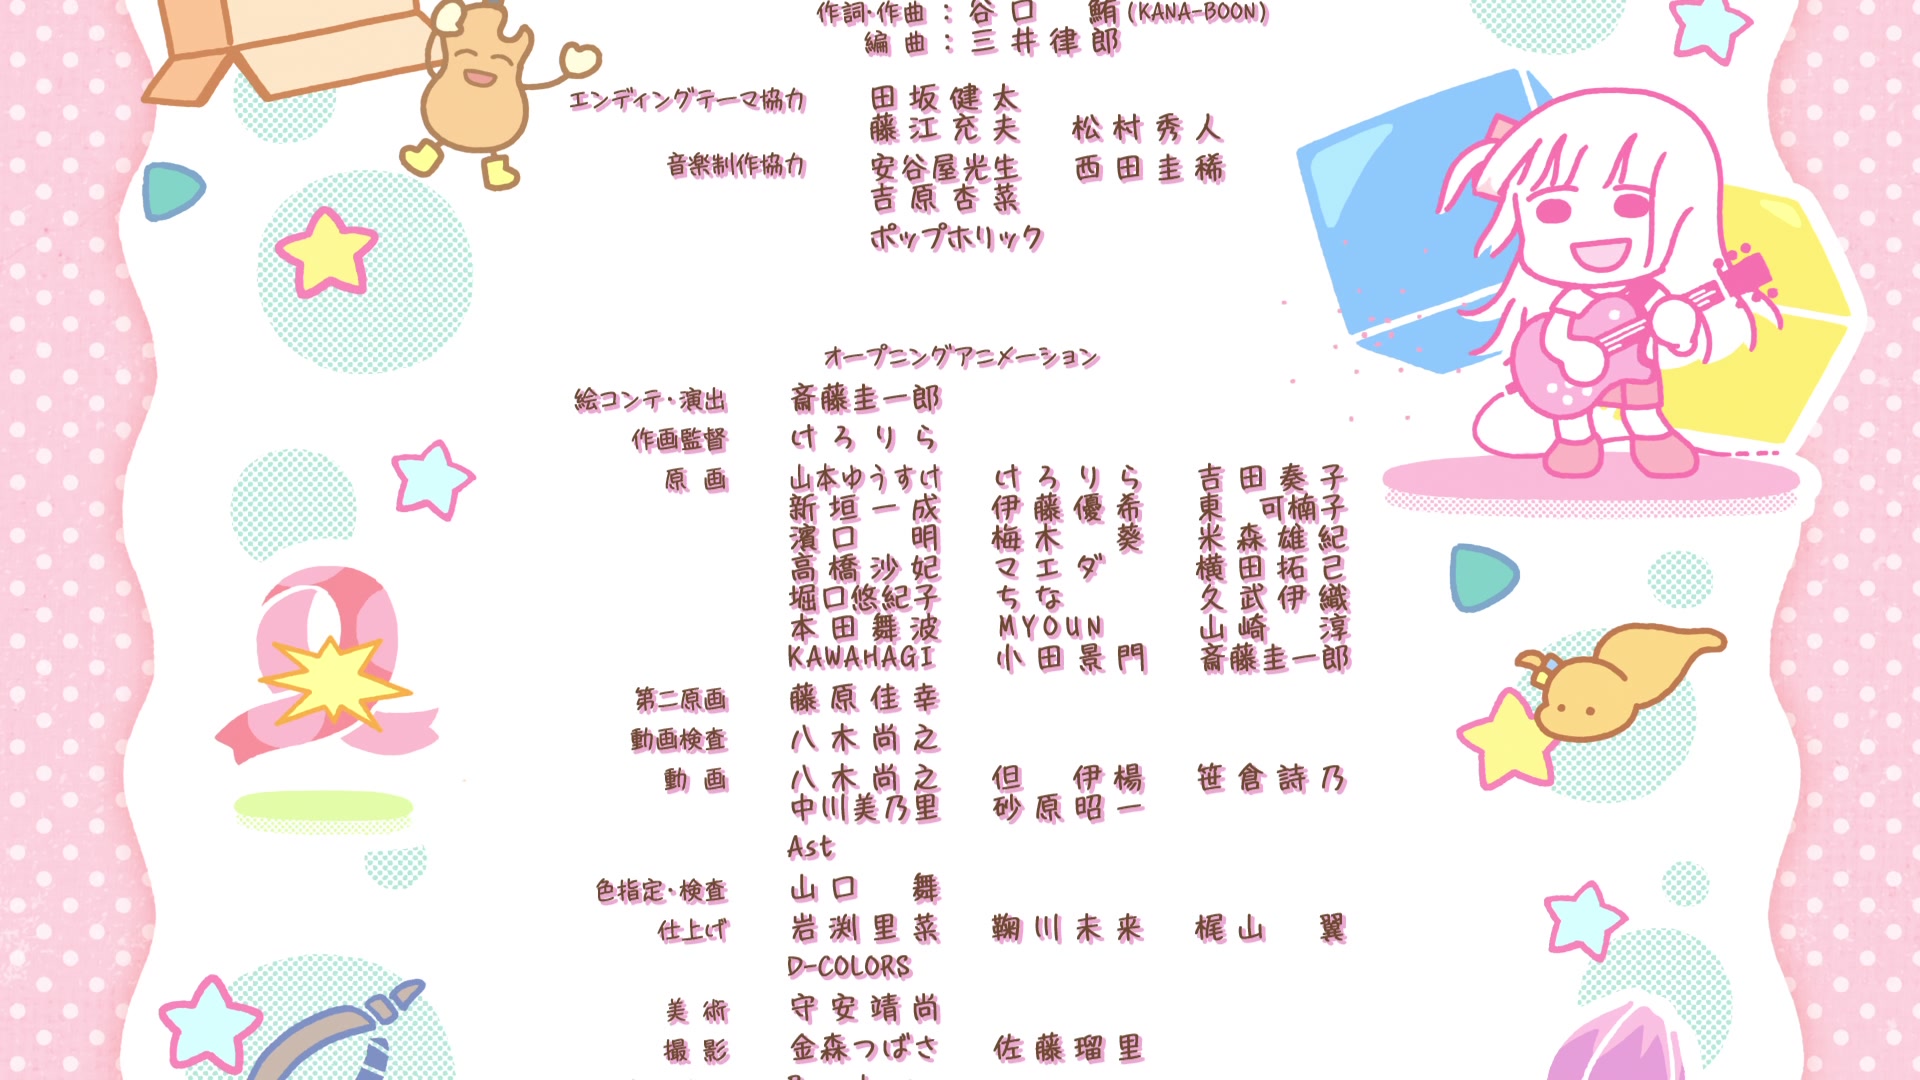 作詞・作曲 : 谷口 鮪(KANA-BOON)
編曲 : 三井律郎
エンディングテーマ協力 田坂健太
藤江充夫 松村秀人
音楽制作協力 安谷屋光生 西田圭稀
吉原杏菜
ポップホリック
オープニングアニメーション
絵コンテ・演出 斎藤圭一郎
作画監督 けろりら
原画 山本ゆうすけ けろりら 吉田奏子
新垣一成 伊藤優希 東 可楠子
濱口 明 梅木 葵 米森雄紀
高橋沙妃 マエダ 横田拓己
堀口悠紀子 ちな 久武伊織
本田舞波 MYOUN 山崎 淳
KAWAHAGI 小田景門 斎藤圭一郎
第二原画 藤原佳幸
動画検査 八木尚之
動画 八木尚之 但 伊楊 笹倉詩乃
中川美乃里 砂原昭一
Ast
色指定・検査 山口 舞
仕上げ 岩渕里菜 鞠川未来 梶山 翼
D-COLORS
美術 守安靖尚
撮影 金森つばさ 佐藤瑠里